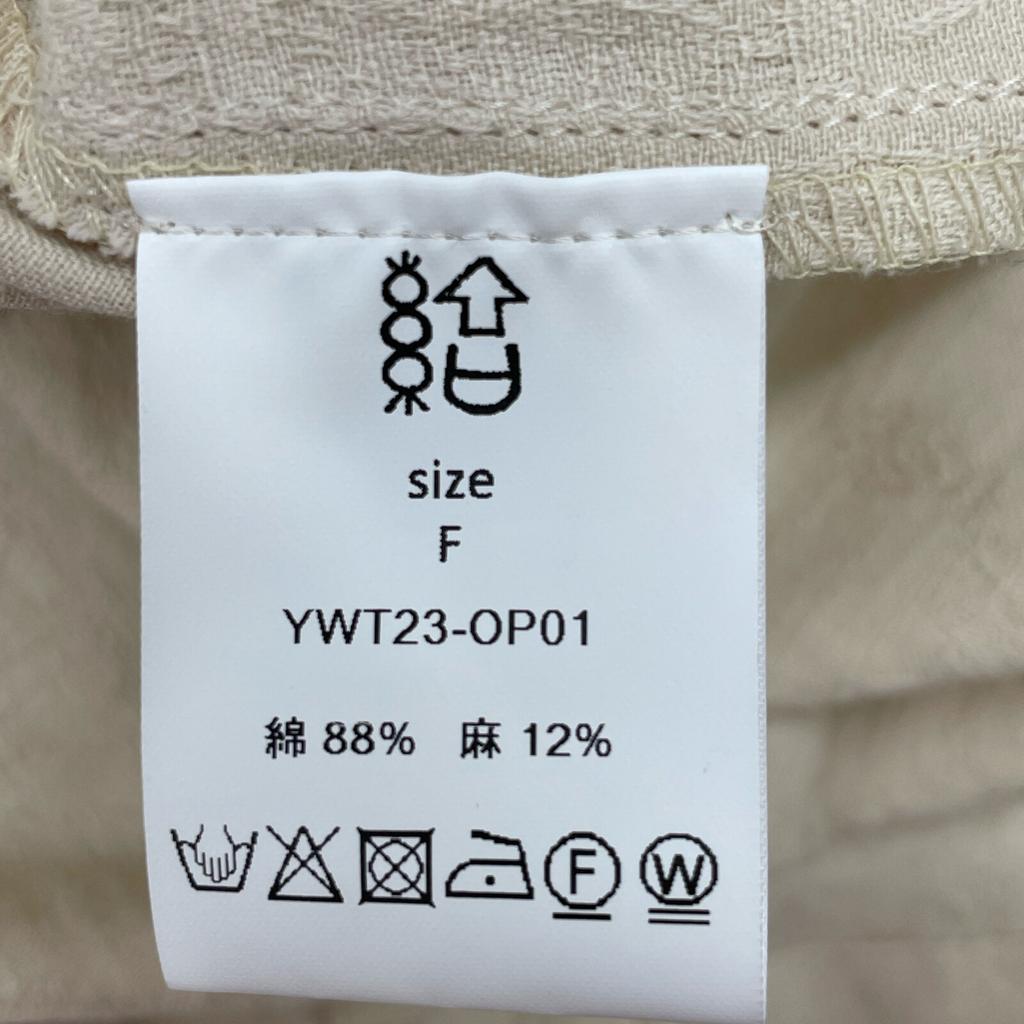 size
F
YWT23-OP01
綿 88% 麻 12%
F W